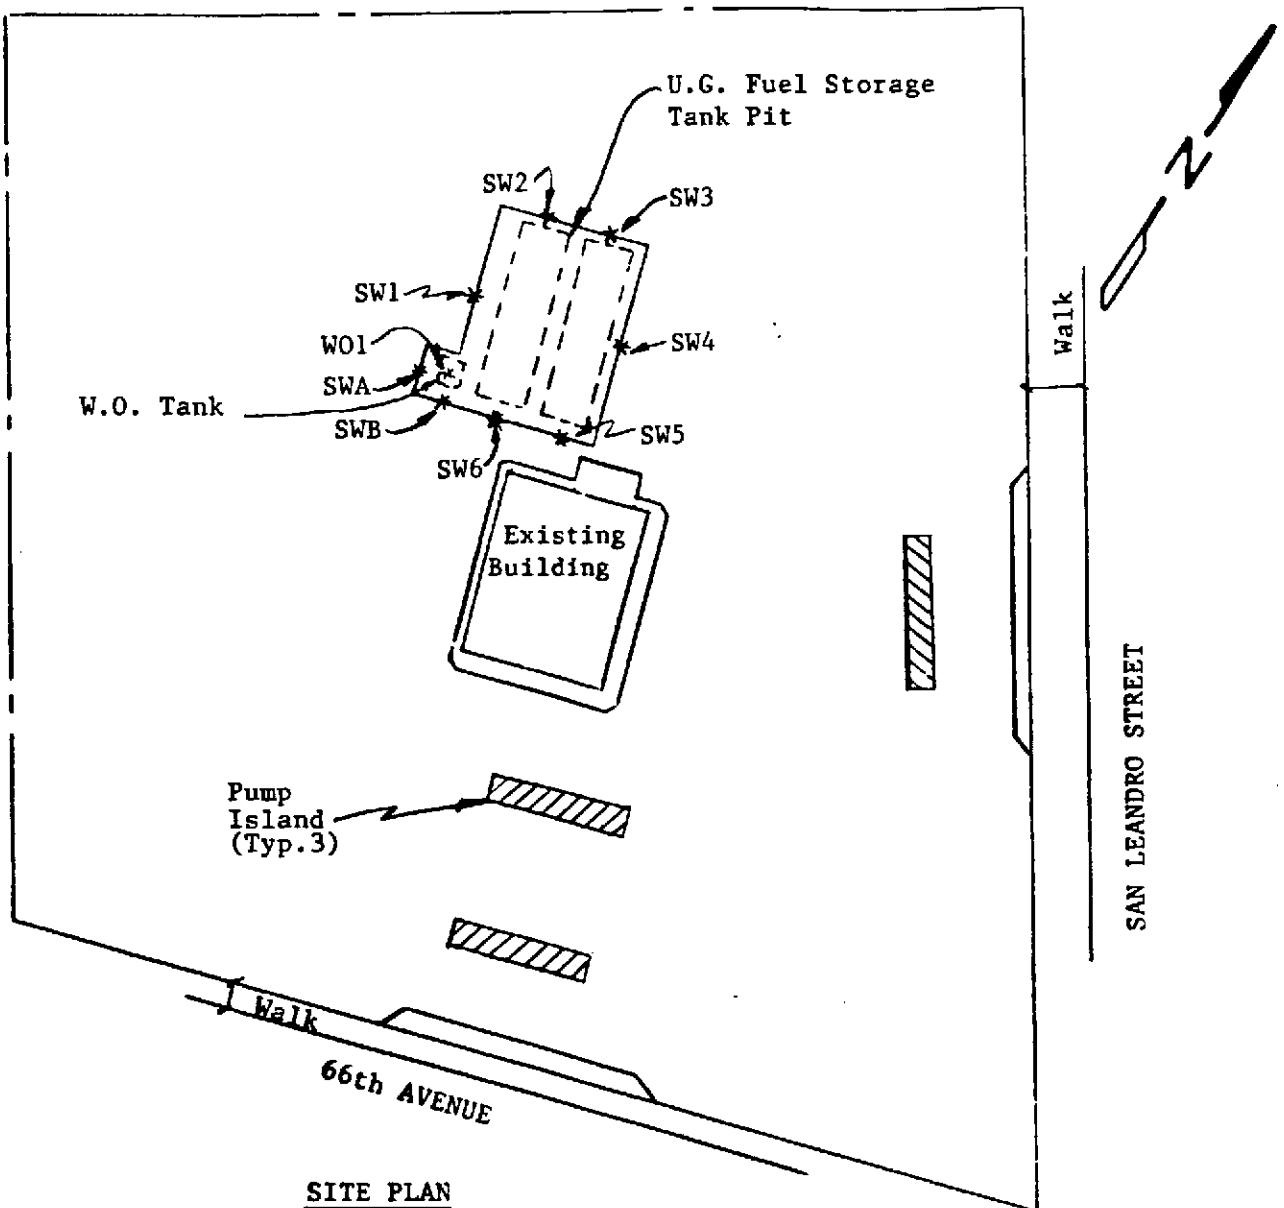 U.G. Fuel Storage
Tank Pit
N
SW2
SW3
SW1
WO1
SW4
SWA
W.O. Tank
SWB
SW5
SW6
Walk
Existing
Building
SAN LEANDRO STREET
Pump
Island
(Typ.3)
Walk
66th AVENUE
SITE PLAN